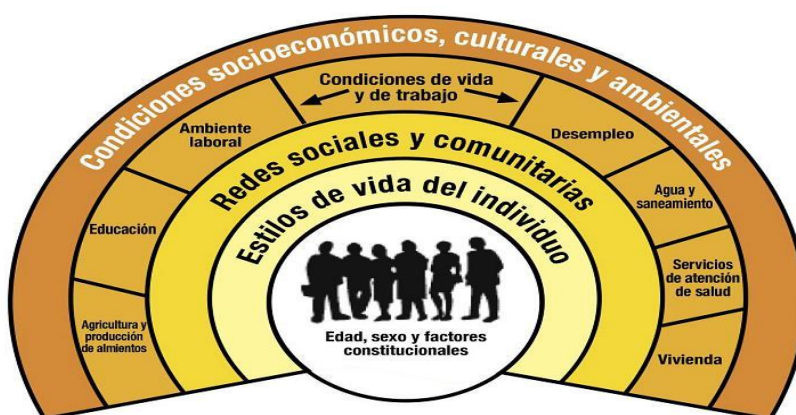 Condiciones socioeconómicos, culturales y ambientales
Condiciones de vida
y de trabajo
Ambiente
laboral
Desempleo
Redes sociales y comunitarias
Estilos de vida del individuo
Agua y
saneamiento
Educación
Servicios
de atención
de salud
Agricultura y
producción
de almientos
Edad, sexo y factores
constitucionales
Vivienda